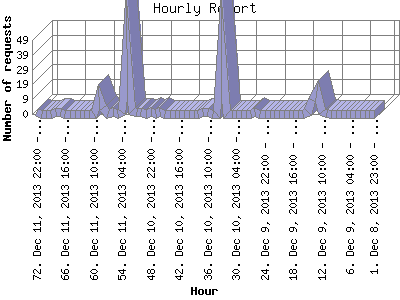 Hourly Report
Number of requests
49
39
29
19
9
0
72. Dec 11, 2013 22:00 - ...
66. Dec 11, 2013 16:00 - ...
60. Dec 11, 2013 10:00 - ...
54. Dec 11, 2013 04:00 - ...
48. Dec 10, 2013 22:00 - ...
42. Dec 10, 2013 16:00 - ...
36. Dec 10, 2013 10:00 - ...
30. Dec 10, 2013 04:00 - ...
24. Dec 9, 2013 22:00 - ...
18. Dec 9, 2013 16:00 - ...
12. Dec 9, 2013 10:00 - ...
6. Dec 9, 2013 04:00 - ...
1. Dec 8, 2013 23:00 - ...
Hour